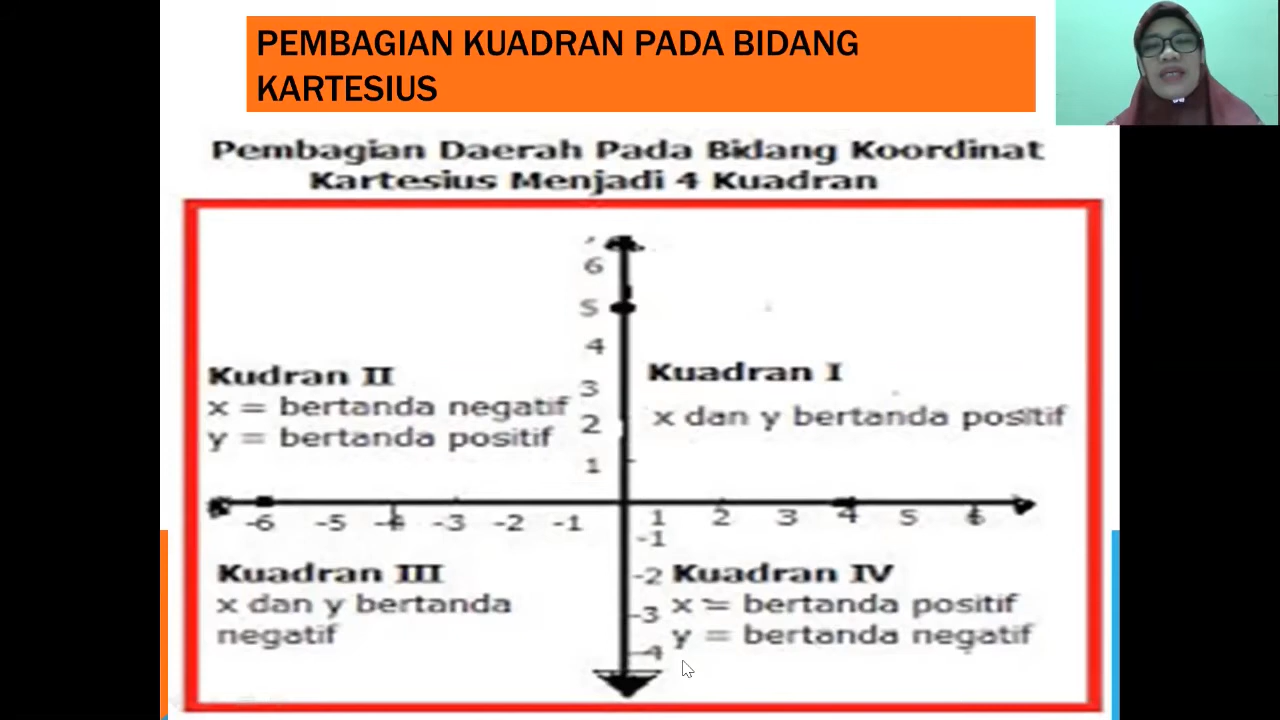 PEMBAGIAN KUADRAN PADA BIDANG
KARTESIUS
Pembagian Daerah Pada Bidang Koordinat
Kartesius Menjadi 4 Kuadran
6
5
4
Kudran II
Kuadran I
3
x = bertanda negatif
x dan y bertanda positif
2
y = bertanda positif
1
-6 -5 -4 -3 -2 -1 1 2 3 4 5 6
-1
Kuadran III
-2 Kuadran IV
x dan y bertanda
-3 x = bertanda positif
negatif
y = bertanda negatif
-4